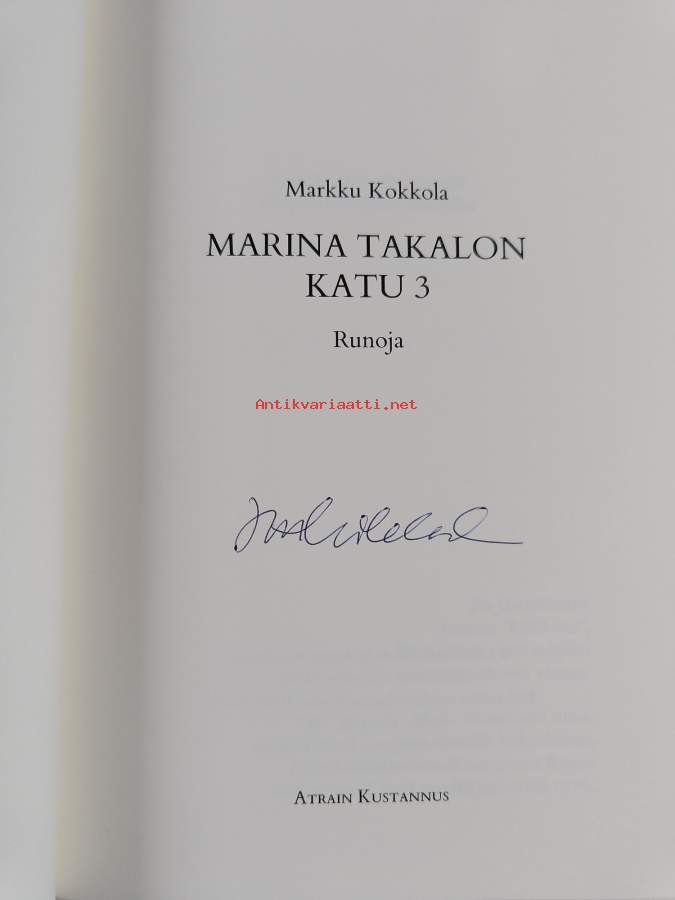 Markku Kokkola
MARINA TAKALON
KATU 3
Runoja
Antikvariaatti.net
ATRAIN KUSTANNUS